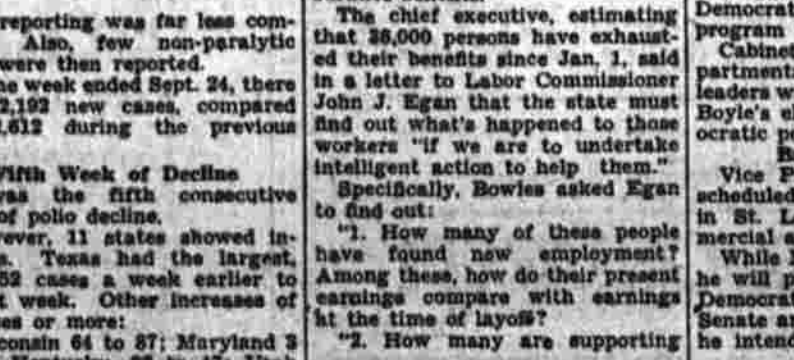 reporting was far less com-
Also, few non-paralytic
were then reported.
week ended Sept. 24, there
new cases, compared
during the previous
Fifth Week of Decline
the fifth consecutive
of polio decline.
11 states showed in-
Texas had the largest,
cases a week earlier to
week. Other increases of
or more:
64 to 87; Maryland 3
The chief executive, estimating
that 36,000 persons have exhaust-
ed their benefits since Jan. 1, said
in a letter to Labor Commissioner
John J. Egan that the state must
find out what's happened to those
workers "if we are to undertake
intelligent action to help them."
Specifically, Bowles asked Egan
to find out:
"1. How many of these people
have found new employment?
Among these, how do their present
earnings compare with earnings
at the time of layoff?
"2. How many are supporting
Democrat
program
Cabinet
partment
leaders
Boyle's
ocratic
Vice
scheduled
in St.
mercial
While
he will
Democrat
Senate
he